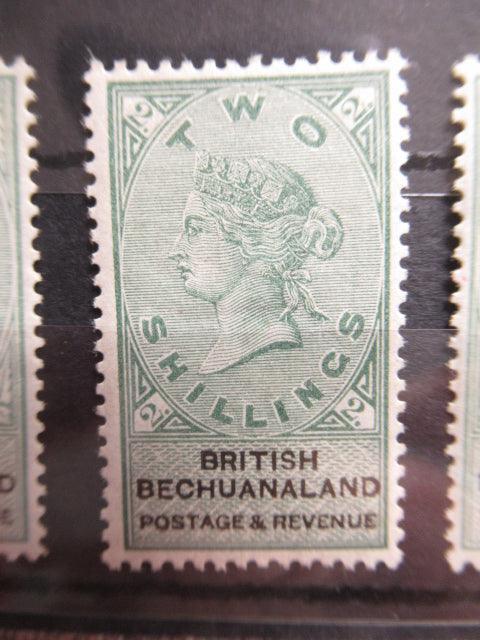 2/- 2/-
TWO
SHILLINGS
2/- 2/-
BRITISH
BECHUANALAND
POSTAGE & REVENUE